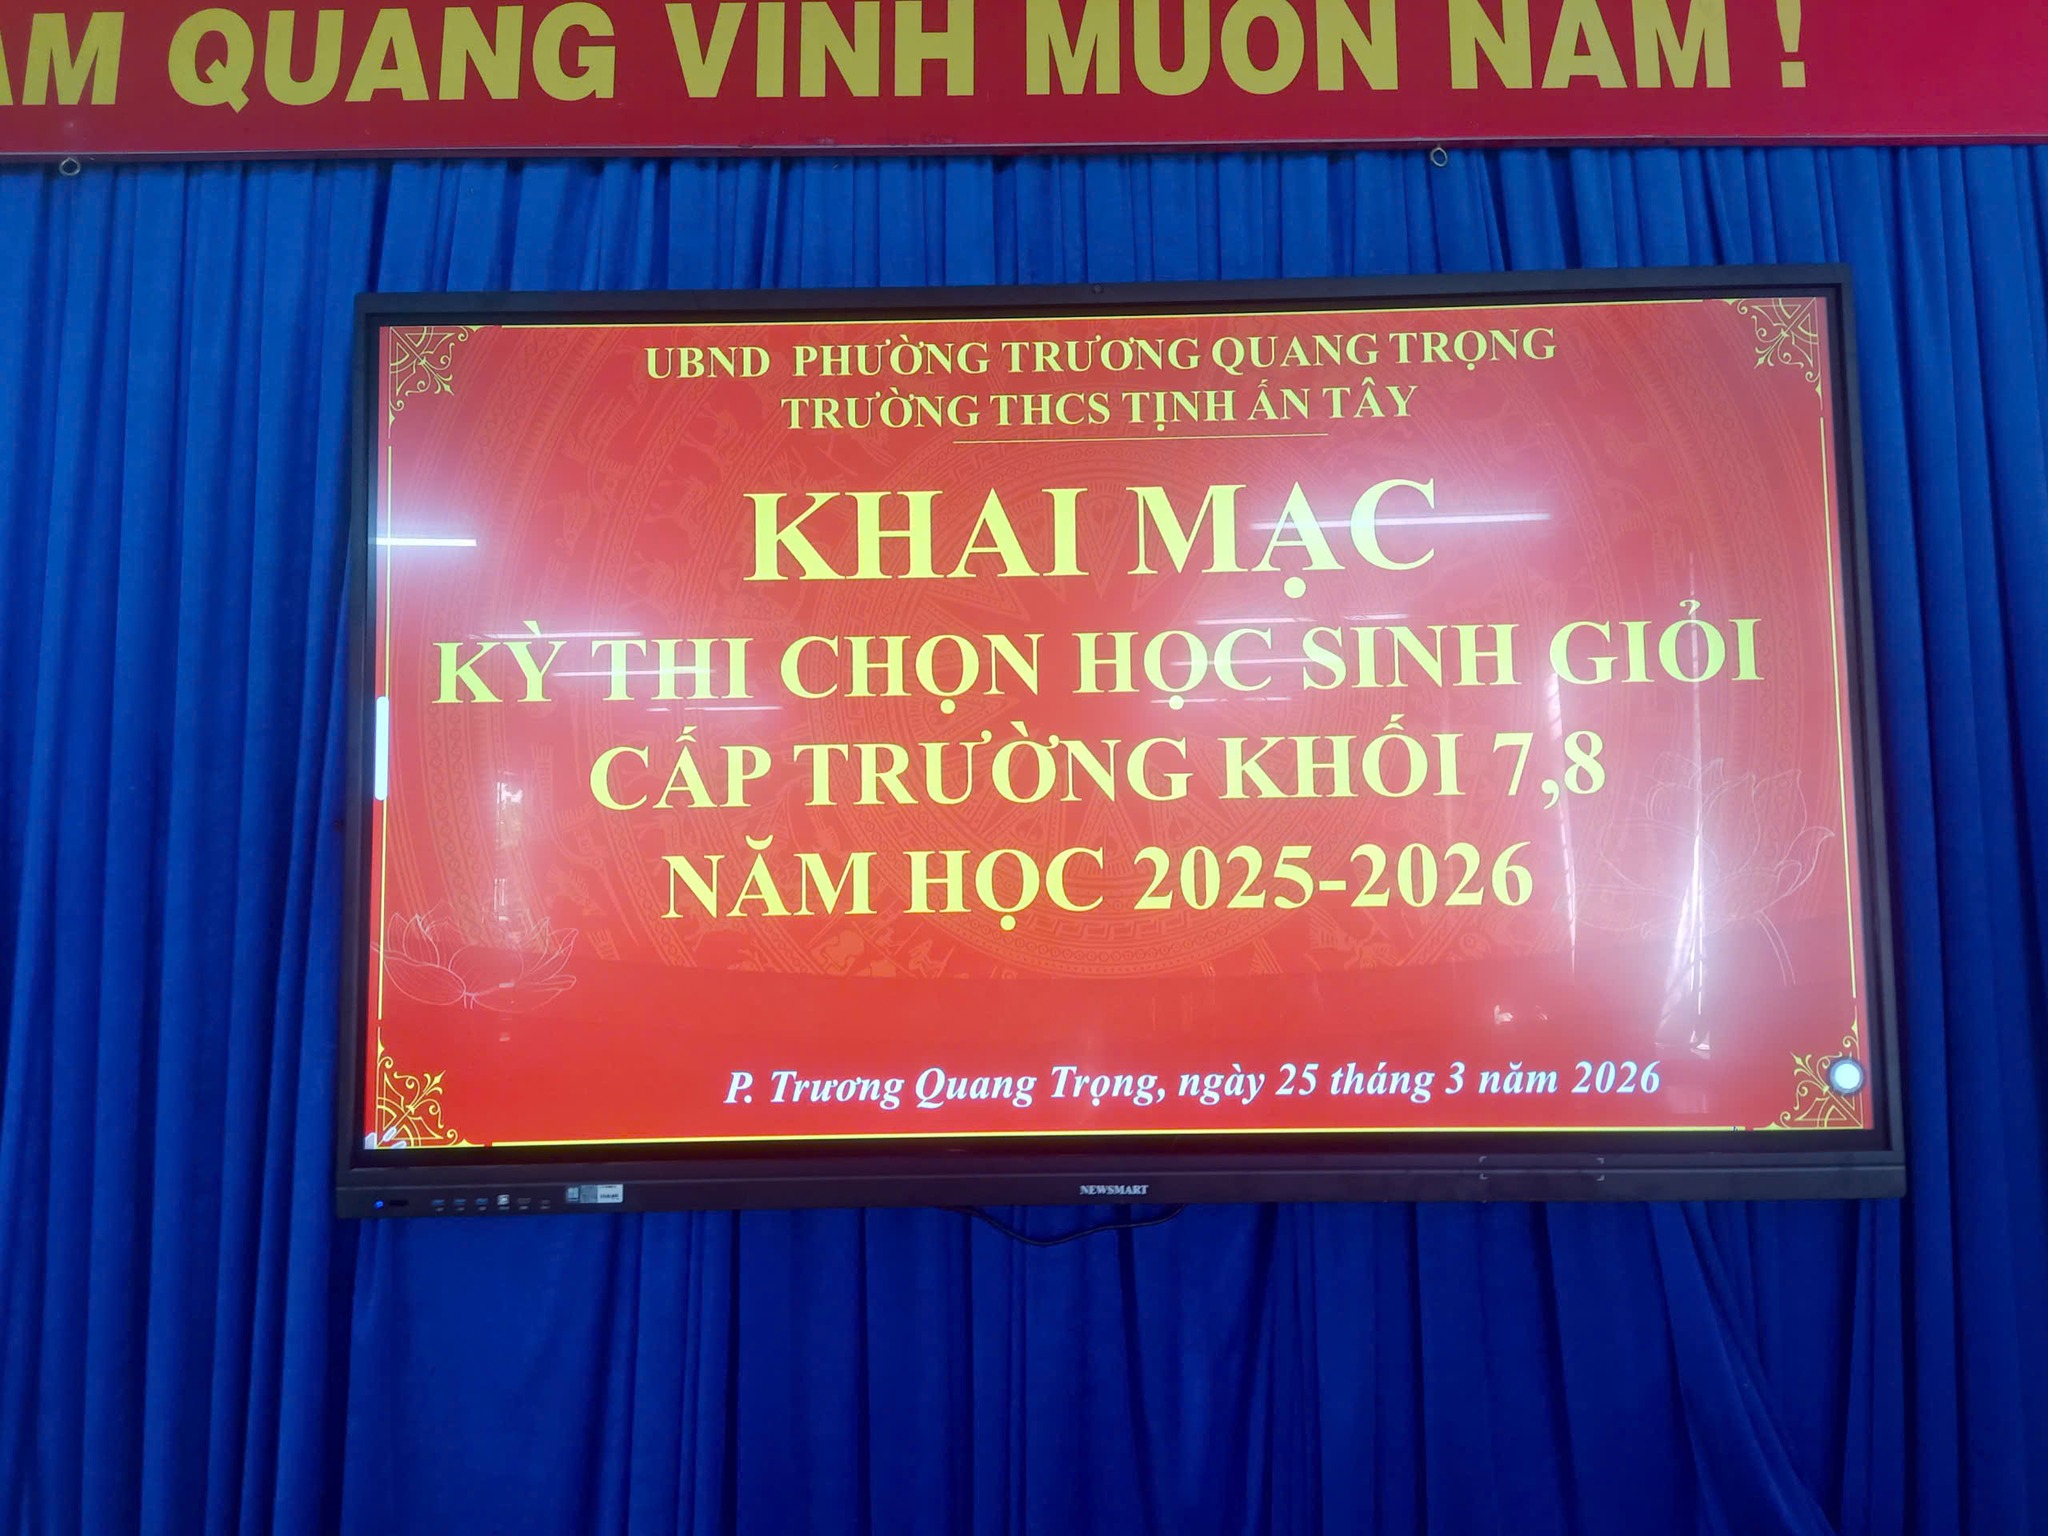 QUANG VINH MUÔN NĂM !
UBND PHƯỜNG TRƯƠNG QUANG TRỌNG
TRƯỜNG THCS TỊNH ẤN TÂY
KHAI MẠC
KỲ THI CHỌN HỌC SINH GIỎI
CẤP TRƯỜNG KHỐI 7,8
NĂM HỌC 2025-2026
P. Trương Quang Trọng, ngày 25 tháng 3 năm 2026
NEWSMART